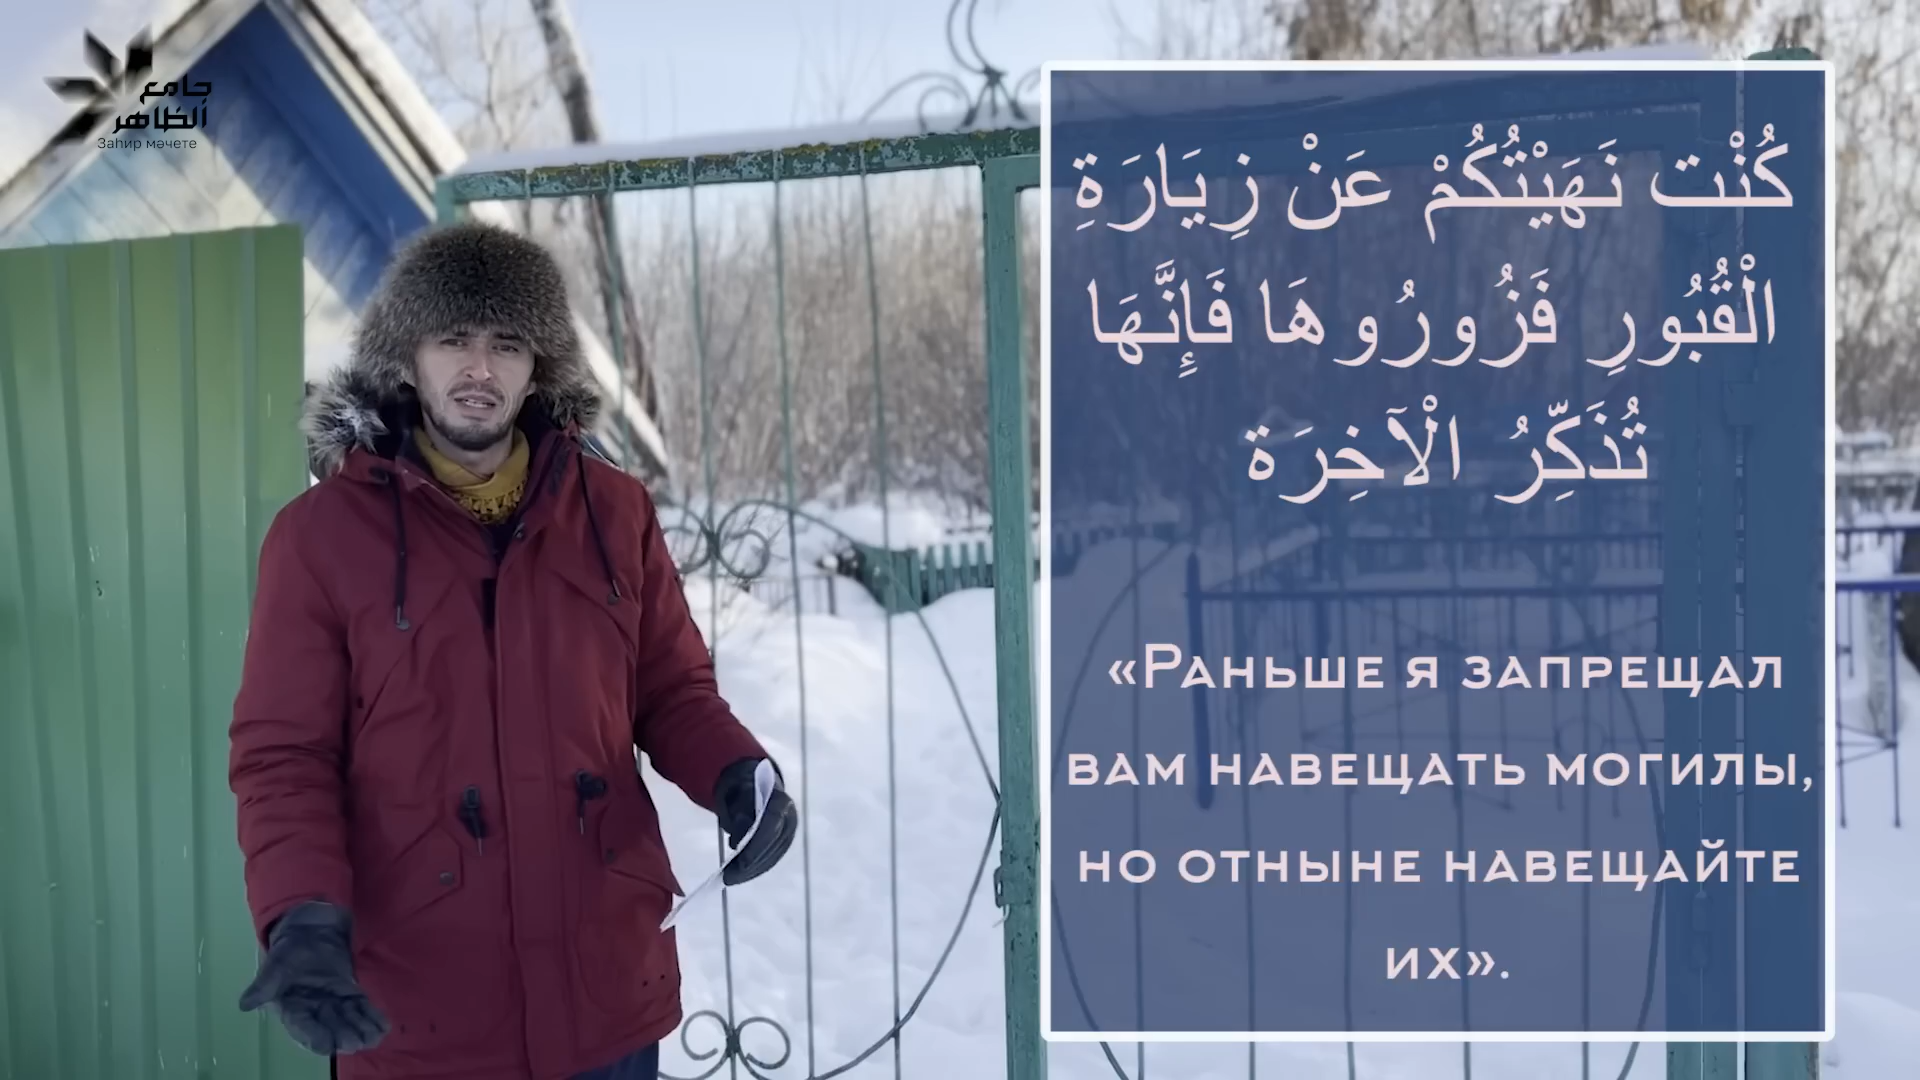 جامع
الظاهر
Заһир мәчете
كُنْت نَهَيْتُكُمْ عَنْ زِيَارَةِ
الْقُبُورِ فَزُورُوهَا فَإِنَّهَا
تُذَكِّرُ الْآخِرَة
«Раньше я запрещал
вам навещать могилы,
но отныне навещайте
их».